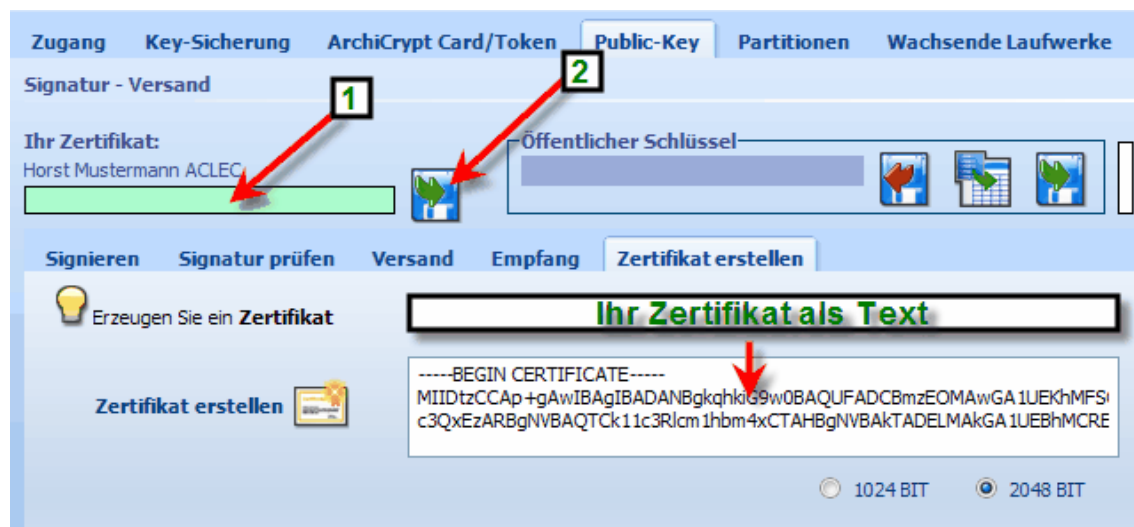 Zugang Key-Sicherung ArchiCrypt Card/Token Public-Key Partitionen Wachsende Laufwerke
Signatur - Versand
1
2
Ihr Zertifikat:
Horst Mustermann ACLEC
Öffentlicher Schlüssel
Signieren Signatur prüfen Versand Empfang Zertifikat erstellen
Erzeugen Sie ein Zertifikat
Ihr Zertifikat als Text
Zertifikat erstellen
-----BEGIN CERTIFICATE-----
MIIDtzCCAp+gAwIBAgIBADANBgkqhkiG9w0BAQUFADCBmzEOMAwGA1UEKhMFS
c3QxEzARBgNVBAQTCk11c3Rlcm1hbm4xCTAHBgNVBAkTADELMAkGA1UEBhMCRE
1024 BIT 2048 BIT